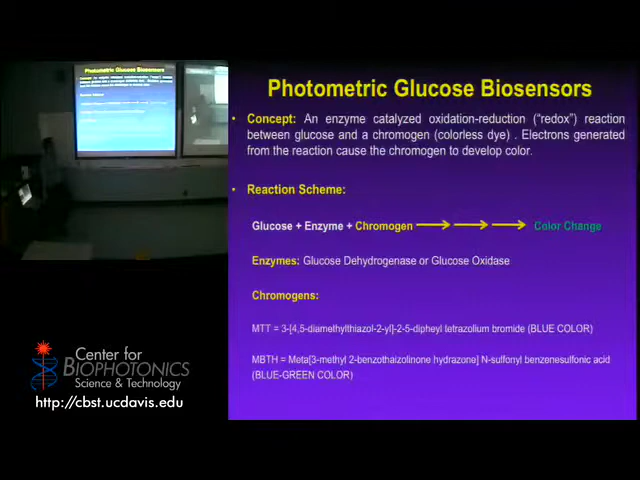 Photometric Glucose Biosensors
• Concept: An enzyme catalyzed oxidation-reduction (“redox”) reaction
between glucose and a chromogen (colorless dye) . Electrons generated
from the reaction cause the chromogen to develop color.
• Reaction Scheme:
Glucose + Enzyme + Chromogen → → → Color Change
Enzymes: Glucose Dehydrogenase or Glucose Oxidase
Chromogens:
MTT = 3-[4,5-diamethylthiazol-2-yl]-2-5-dipheyl tetrazolium bromide (BLUE COLOR)
MBTH = Meta[3-methyl 2-benzothaizolinone hydrazone] N-sulfonyl benzenesulfonic acid
(BLUE-GREEN COLOR)
Photometric Glucose Biosensors
Center for
BIOPHOTONICS
Science & Technology
http://cbst.ucdavis.edu